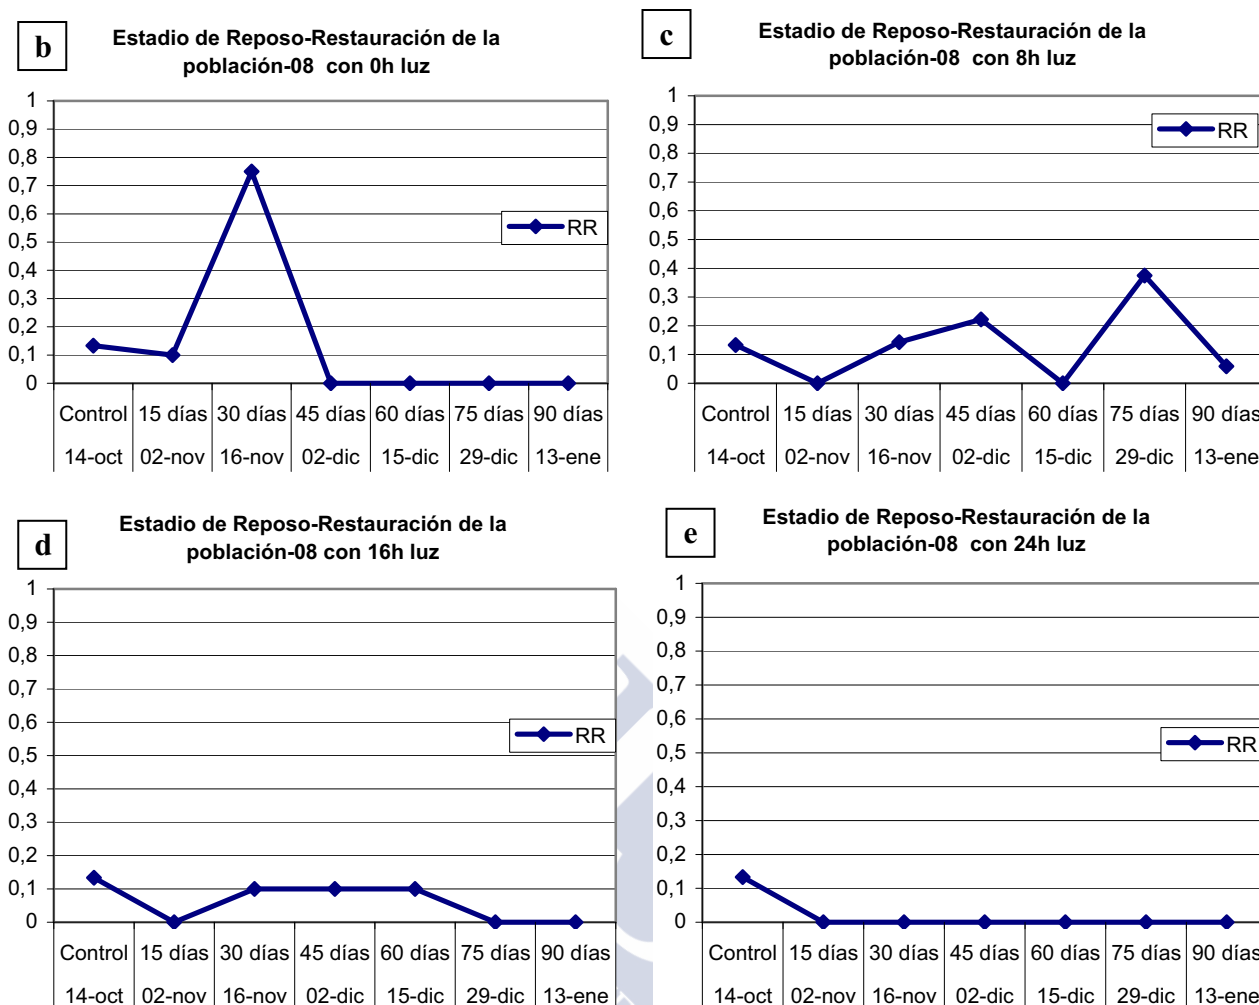 b
Estadio de Reposo-Restauración de la
población-08 con 0h luz
1
0,9
0,8
0,7
0,6
0,5
0,4
0,3
0,2
0,1
0
RR
Control 15 días 30 días 45 días 60 días 75 días 90 días
14-oct 02-nov 16-nov 02-dic 15-dic 29-dic 13-ene
c
Estadio de Reposo-Restauración de la
población-08 con 8h luz
1
0,9
0,8
0,7
0,6
0,5
0,4
0,3
0,2
0,1
0
RR
Control 15 días 30 días 45 días 60 días 75 días 90 días
14-oct 02-nov 16-nov 02-dic 15-dic 29-dic 13-ene
d
Estadio de Reposo-Restauración de la
población-08 con 16h luz
1
0,9
0,8
0,7
0,6
0,5
0,4
0,3
0,2
0,1
0
RR
Control 15 días 30 días 45 días 60 días 75 días 90 días
14-oct 02-nov 16-nov 02-dic 15-dic 29-dic 13-ene
e
Estadio de Reposo-Restauración de la
población-08 con 24h luz
1
0,9
0,8
0,7
0,6
0,5
0,4
0,3
0,2
0,1
0
RR
Control 15 días 30 días 45 días 60 días 75 días 90 días
14-oct 02-nov 16-nov 02-dic 15-dic 29-dic 13-ene